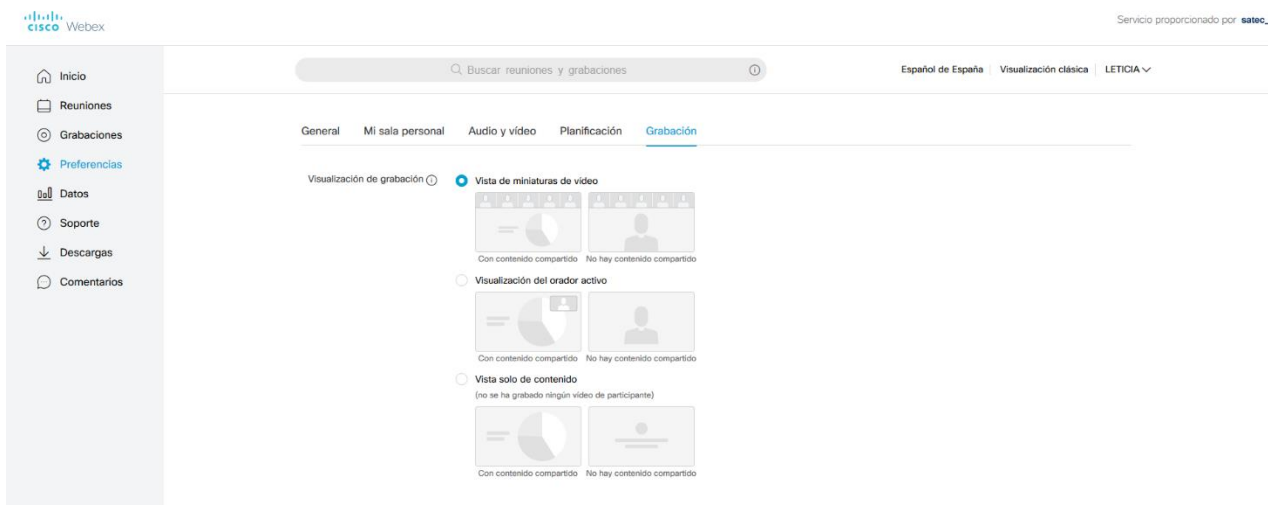 CISCO Webex
Servicio proporcionado por satec_
Inicio
Reuniones
Grabaciones
Preferencias
Datos
Soporte
Descargas
Comentarios
Buscar reuniones y grabaciones
Español de España Visualización clásica LETICIA
General Mi sala personal Audio y vídeo Planificación Grabación
Visualización de grabación
Vista de miniaturas de vídeo
Con contenido compartido No hay contenido compartido
Visualización del orador activo
Con contenido compartido No hay contenido compartido
Vista solo de contenido
(no se ha grabado ningún vídeo de participante)
Con contenido compartido No hay contenido compartido